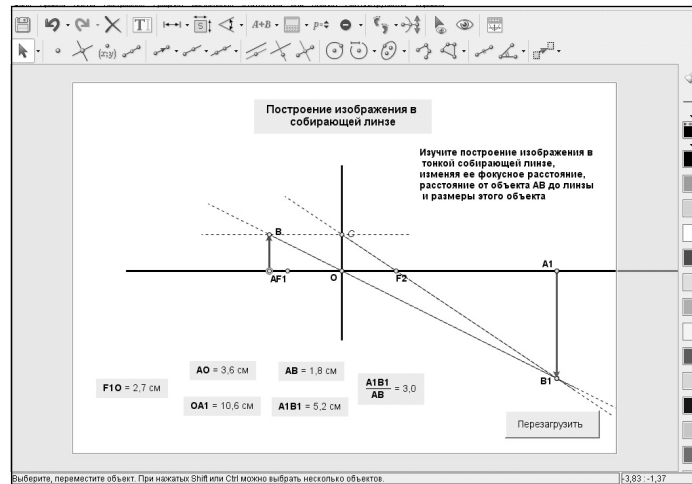 T
A+B
S
p=
(x;y)
Построение изображения в
собирающей линзе
Изучите построение изображения в
тонкой собирающей линзе,
изменяя ее фокусное расстояние,
расстояние от объекта АВ до линзы
и размеры этого объекта
B
C
A1
AF1
O
F2
B1
AO = 3,6 см
AB = 1,8 см
A1B1
AB
= 3,0
F1O = 2,7 см
OA1 = 10,6 см
A1B1 = 5,2 см
Перезагрузить
Выберите, переместите объект. При нажатых Shift или Ctrl можно выбрать несколько объектов.
-3,83 : -1,37